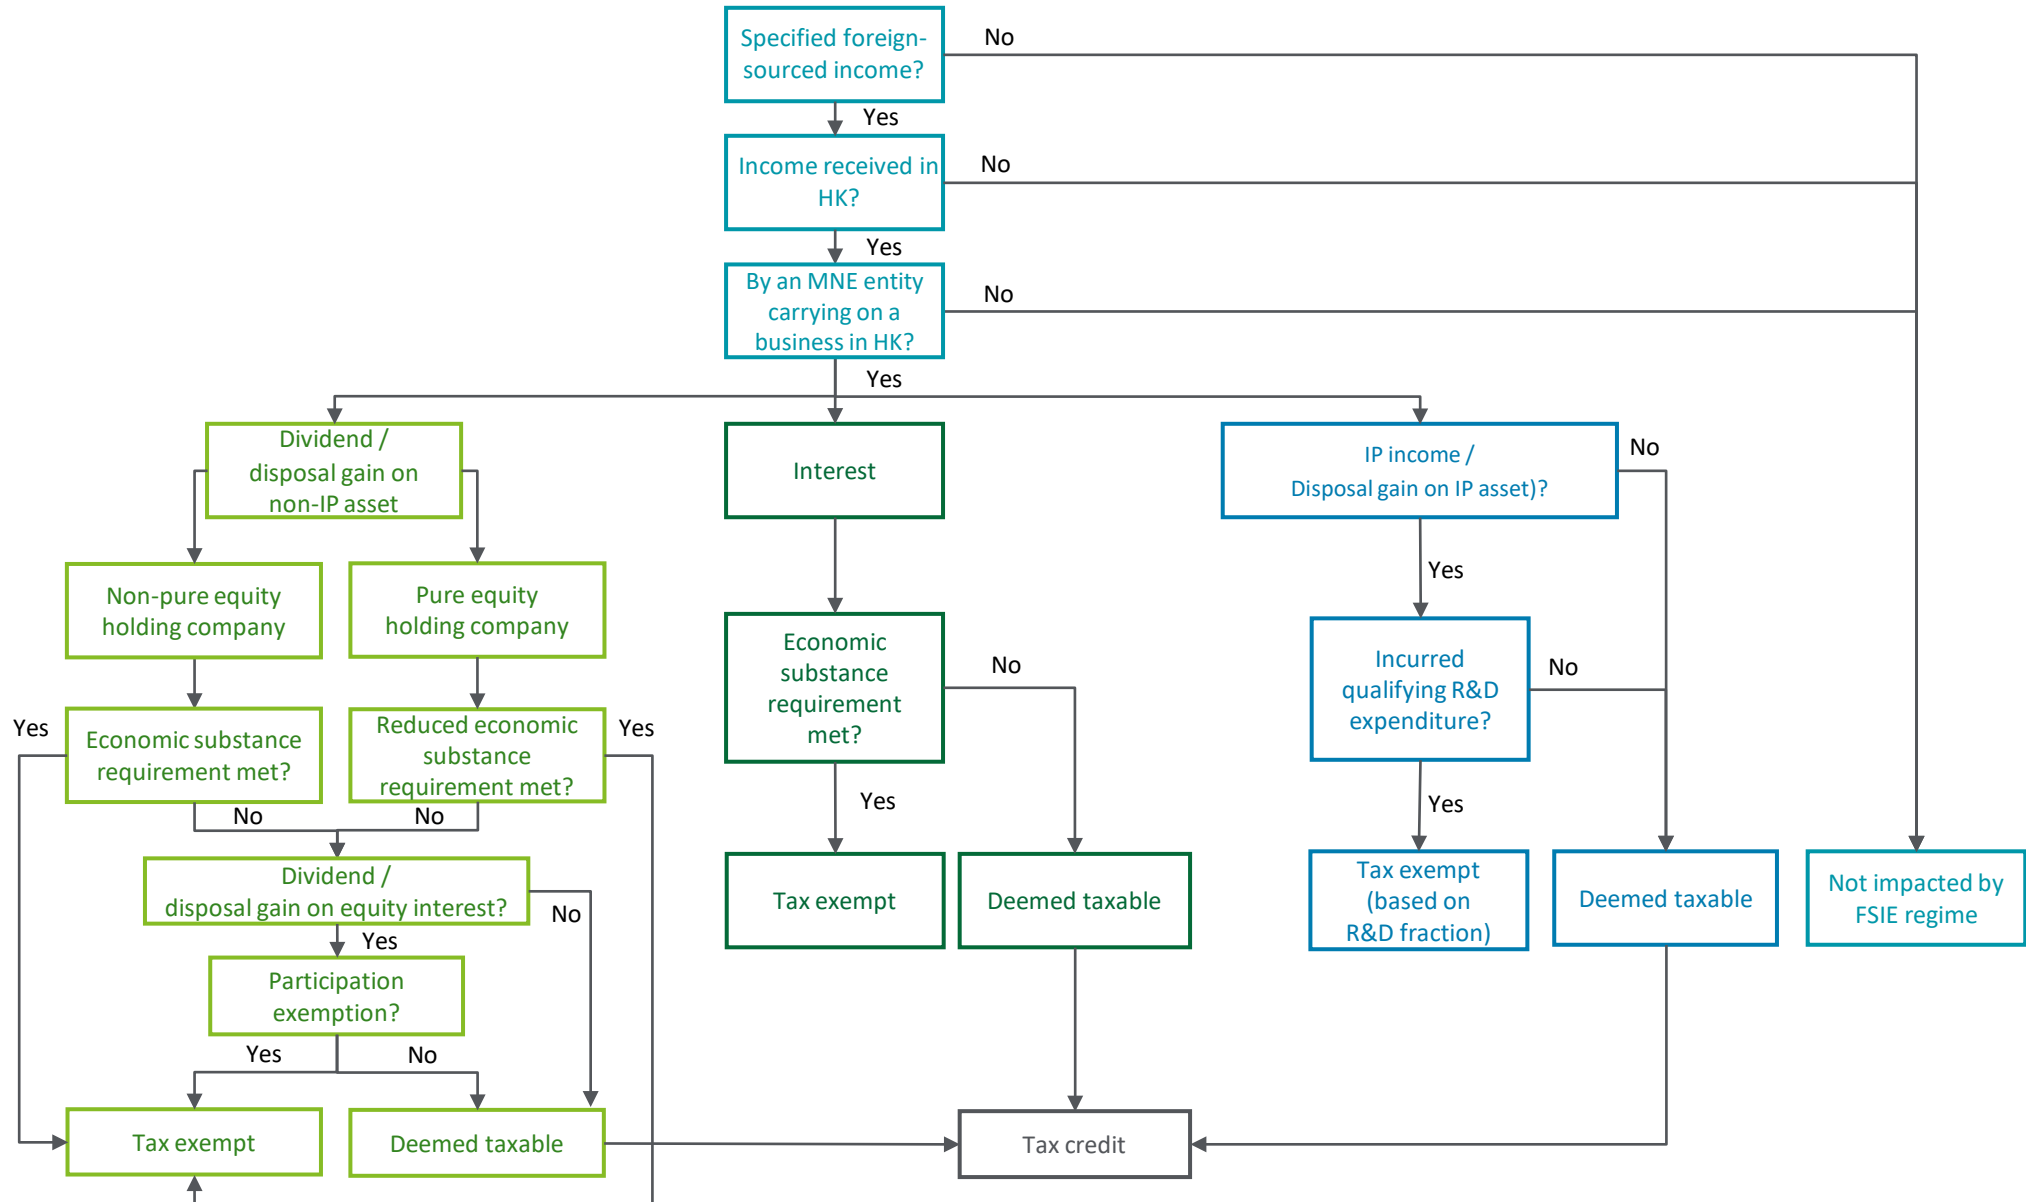 Specified foreign-
sourced income?
No
Yes
Income received in
HK?
No
Yes
By an MNE entity
carrying on a
business in HK?
No
Yes
Dividend /
disposal gain on
non-IP asset
Interest
IP income /
Disposal gain on IP asset)?
No
Non-pure equity
holding company
Pure equity
holding company
Yes
Economic
substance
requirement
met?
No
Incurred
qualifying R&D
expenditure?
No
Yes
Economic substance
requirement met?
Reduced economic
substance
requirement met?
Yes
No
No
Yes
Yes
Dividend /
disposal gain on equity interest?
No
Yes
Tax exempt
Deemed taxable
Tax exempt
(based on
R&D fraction)
Deemed taxable
Not impacted by
FSIE regime
Participation
exemption?
Yes
No
Tax exempt
Deemed taxable
Tax credit